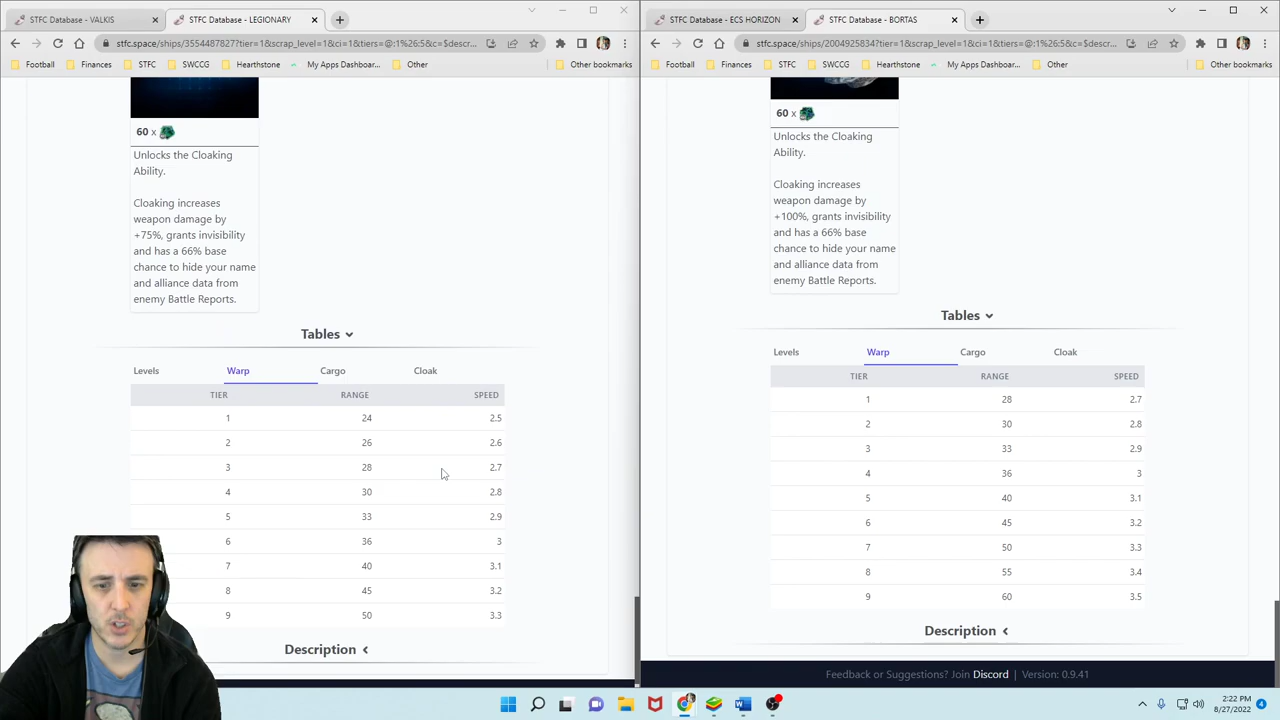 STFC Database - VALKIS
STFC Database - LEGIONARY
stfc.space/ships/3554487827?tier=1&scrap_level=1&ci=1&tiers=@:1%26:5&c=$descr...
Football
Finances
STFC
SWCCG
Hearthstone
My Apps Dashboar...
Other
Other bookmarks
60 x
Unlocks the Cloaking
Ability.
Cloaking increases
weapon damage by
+75%, grants invisibility
and has a 66% base
chance to hide your name
and alliance data from
enemy Battle Reports.
Tables
Levels Warp Cargo Cloak
TIER RANGE SPEED
1 24 2.5
2 26 2.6
3 28 2.7
4 30 2.8
5 33 2.9
6 36 3
7 40 3.1
8 45 3.2
9 50 3.3
Description
STFC Database - ECS HORIZON
STFC Database - BORTAS
stfc.space/ships/2004925834?tier=1&scrap_level=1&ci=1&tiers=@:1%26:5&c=$descr...
Football
Finances
STFC
SWCCG
Hearthstone
My Apps Dashboar...
Other
Other bookmarks
60 x
Unlocks the Cloaking
Ability.
Cloaking increases
weapon damage by
+100%, grants invisibility
and has a 66% base
chance to hide your name
and alliance data from
enemy Battle Reports.
Tables
Levels Warp Cargo Cloak
TIER RANGE SPEED
1 28 2.7
2 30 2.8
3 33 2.9
4 36 3
5 40 3.1
6 45 3.2
7 50 3.3
8 55 3.4
9 60 3.5
Description
Feedback or Suggestions? Join Discord | Version: 0.9.41
2:22 PM
8/27/2022
4